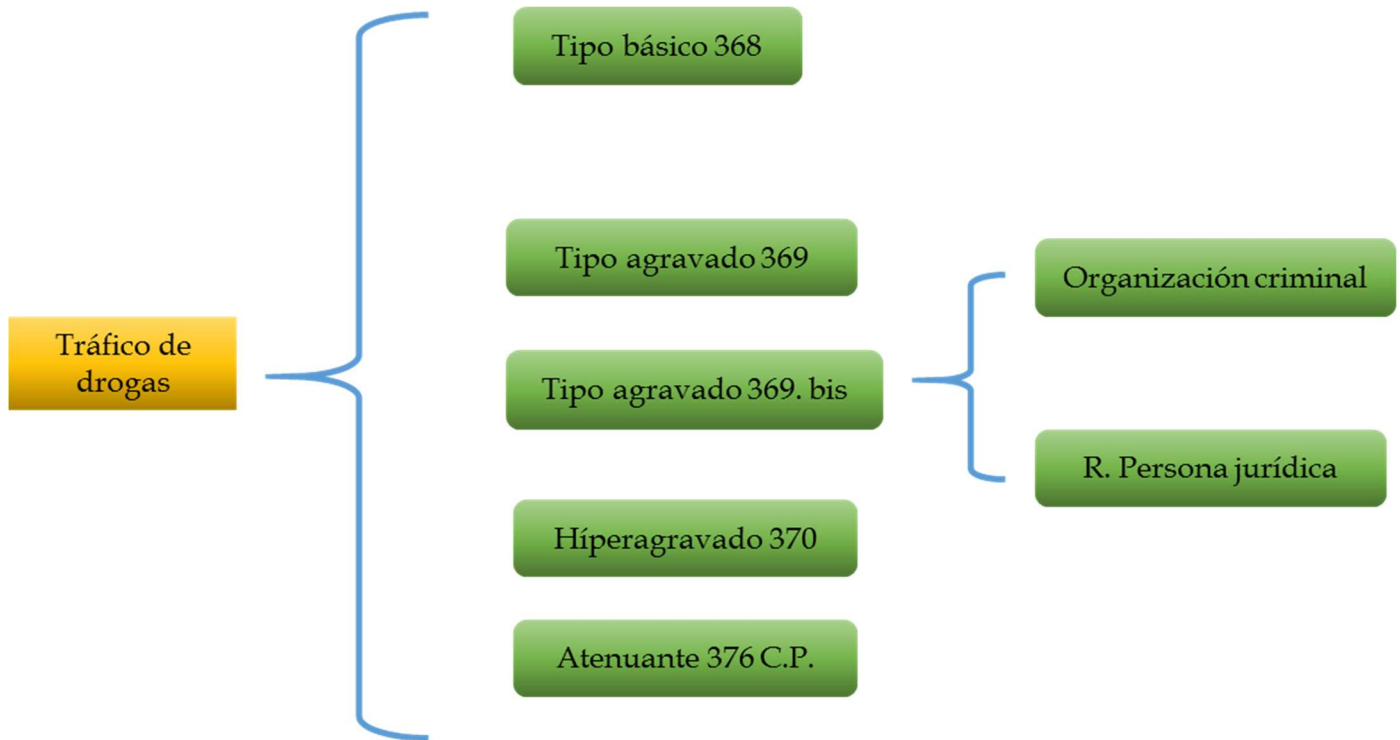 Tipo básico 368
Tipo agravado 369
Organización criminal
Tráfico de
drogas
Tipo agravado 369. bis
R. Persona jurídica
Híperagravado 370
Atenuante 376 C.P.